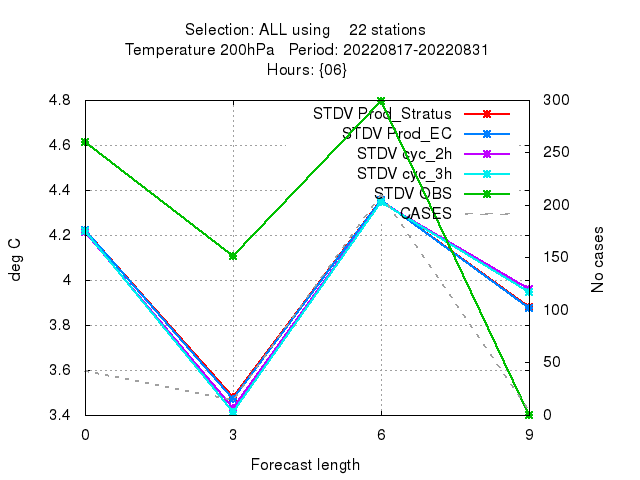 Selection: ALL using 22 stations
Temperature 200hPa Period: 20220817-20220831
Hours: {06}
4.8
4.6
4.4
4.2
4
3.8
3.6
3.4
300
250
200
150
100
50
0
STDV Prod_Stratus
STDV Prod_EC
STDV cyc_2h
STDV cyc_3h
STDV OBS
CASES
deg C
No cases
0 3 6 9
Forecast length